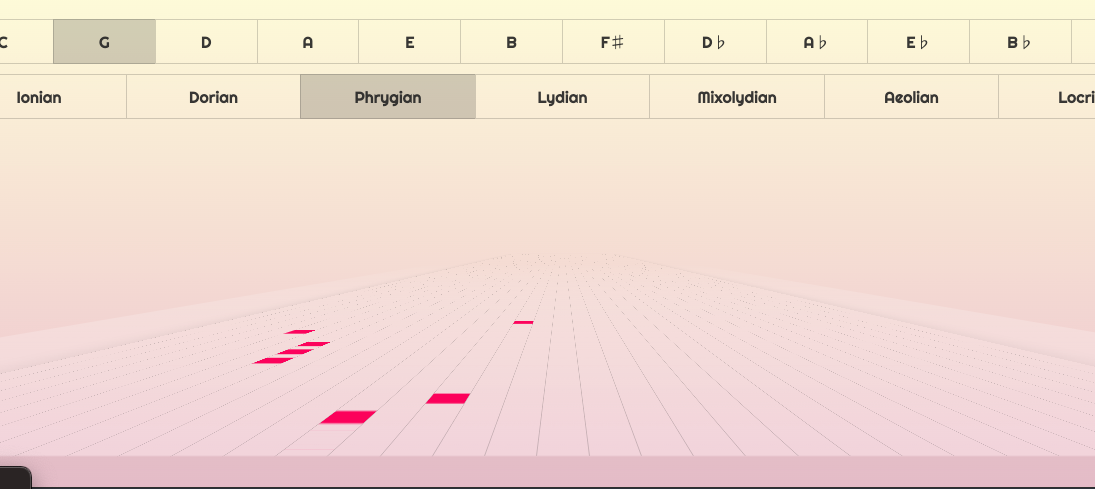 C G D A E B F♯ D♭ A♭ E♭ B♭
Ionian Dorian Phrygian Lydian Mixolydian Aeolian Locri